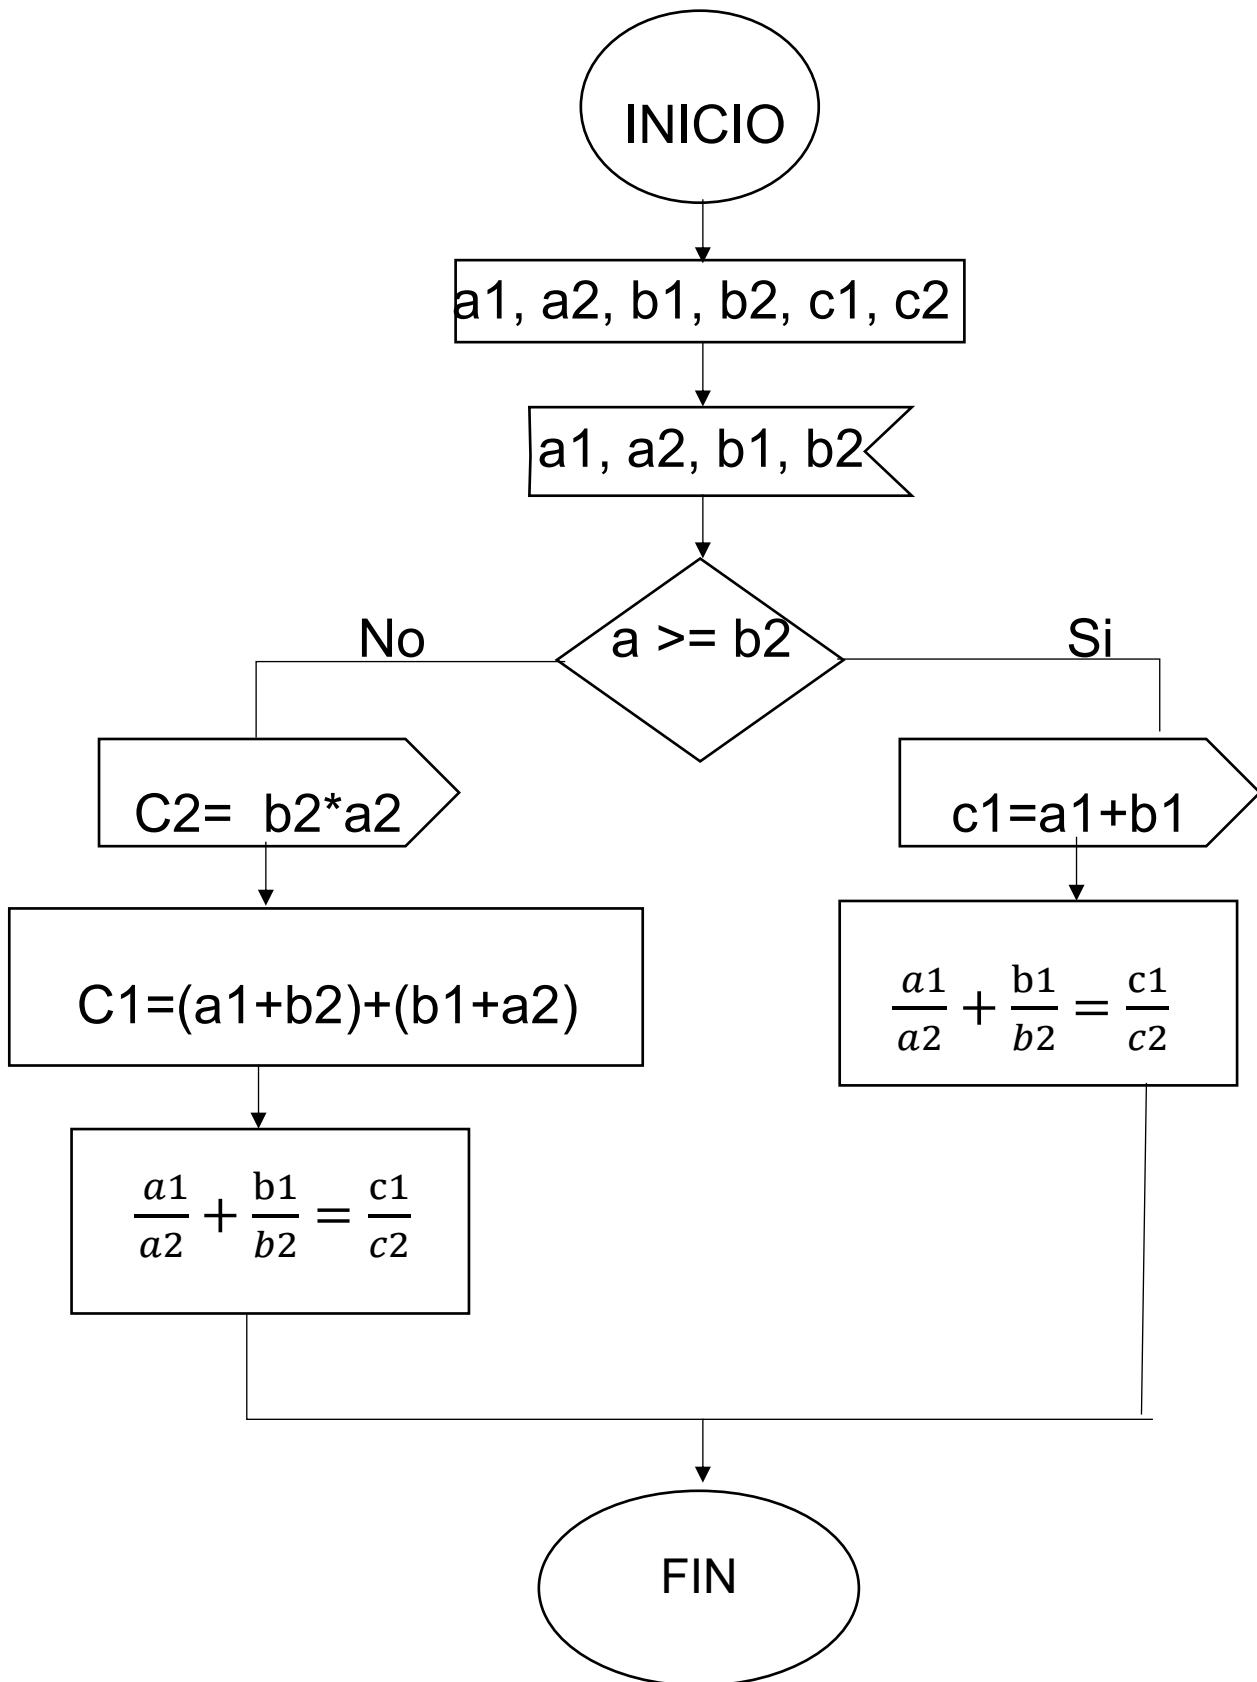 INICIO
a1, a2, b1, b2, c1, c2
a1, a2, b1, b2
a >= b2
No
Si
C2=  b2*a2
c1=a1+b1
C1=(a1+b2)+(b1+a2)
a1/a2 + b1/b2 = c1/c2
a1/a2 + b1/b2 = c1/c2
FIN